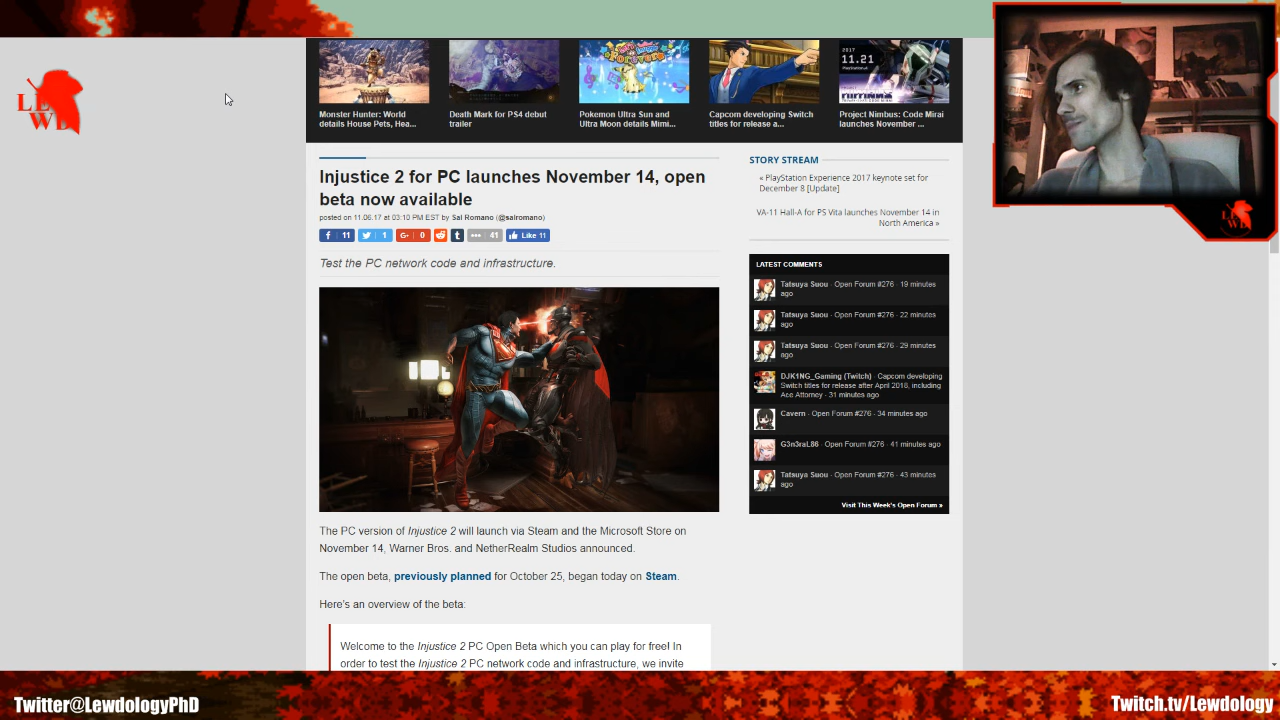 Monster Hunter: World
details House Pets, Hea...
Death Mark for PS4 debut
trailer
Pokemon Ultra Sun and
Ultra Moon details Mimi...
Capcom developing Switch
titles for release a...
2017
11.21
Project Nimbus: Code Mirai
launches November ...
LEWD
Injustice 2 for PC launches November 14, open
beta now available
posted on 11.06.17 at 03:10 PM EST by Sal Romano (@salromano)
11
1
G+ 0
41
Like 11
Test the PC network code and infrastructure.
The PC version of Injustice 2 will launch via Steam and the Microsoft Store on
November 14, Warner Bros. and NetherRealm Studios announced.
The open beta, previously planned for October 25, began today on Steam.
Here's an overview of the beta:
Welcome to the Injustice 2 PC Open Beta which you can play for free! In
order to test the Injustice 2 PC network code and infrastructure, we invite
STORY STREAM
« PlayStation Experience 2017 keynote set for
December 8 [Update]
VA-11 Hall-A for PS Vita launches November 14 in
North America »
LATEST COMMENTS
Tatsuya Suou · Open Forum #276 · 19 minutes
ago
Tatsuya Suou · Open Forum #276 · 22 minutes
ago
Tatsuya Suou · Open Forum #276 · 29 minutes
ago
DJK1NG_Gaming (Twitch) · Capcom developing
Switch titles for release after April 2018, including
Ace Attorney · 31 minutes ago
Cavern · Open Forum #276 · 34 minutes ago
G3n3raL86 · Open Forum #276 · 41 minutes ago
Tatsuya Suou · Open Forum #276 · 43 minutes
ago
Visit This Week's Open Forum »
Twitter@LewdologyPhD
Twitch.tv/Lewdology